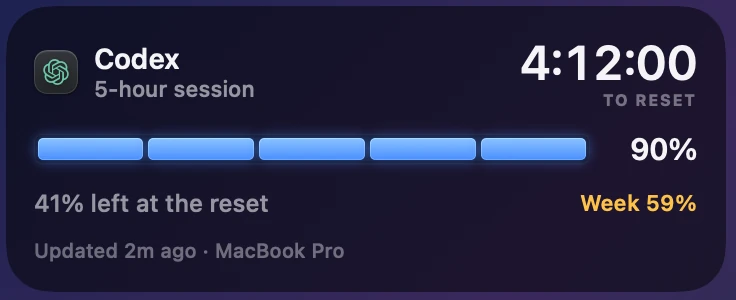 Codex
5-hour session
4:12:00
TO RESET
90%
41% left at the reset
Week 59%
Updated 2m ago · MacBook Pro